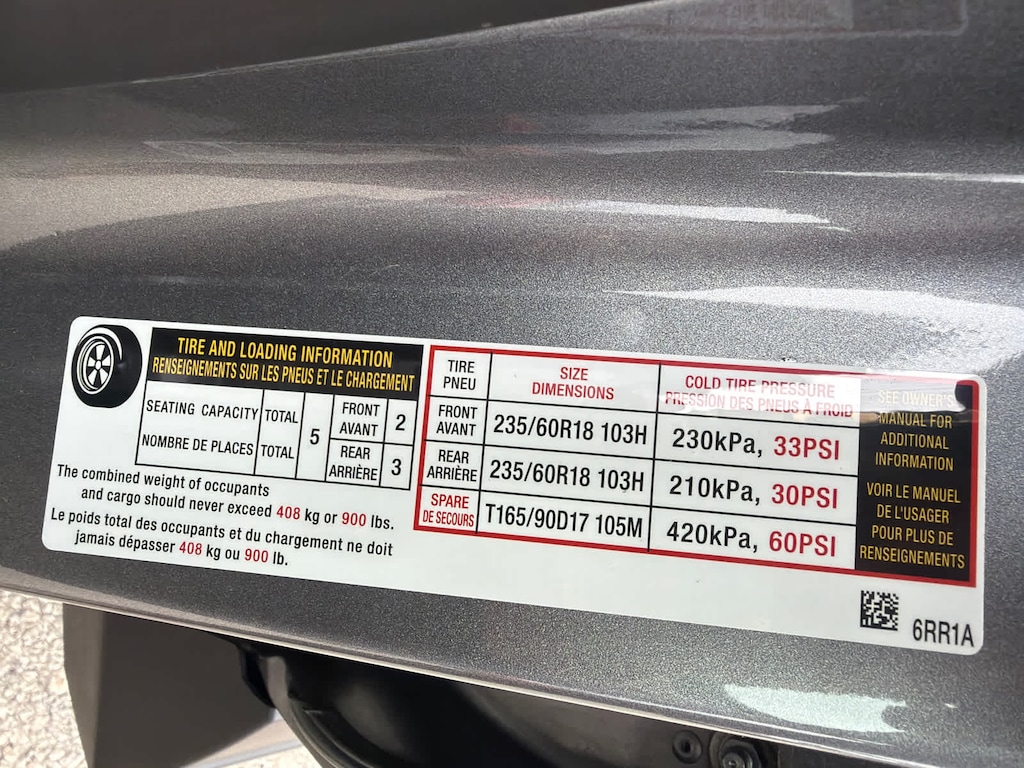 TIRE AND LOADING INFORMATION
RENSEIGNEMENTS SUR LES PNEUS ET LE CHARGEMENT
SEATING CAPACITY TOTAL 5 FRONT 2
AVANT
NOMBRE DE PLACES TOTAL REAR 3
ARRIÈRE
The combined weight of occupants
and cargo should never exceed 408 kg or 900 lbs.
Le poids total des occupants et du chargement ne doit
jamais dépasser 408 kg ou 900 lb.
TIRE SIZE COLD TIRE PRESSURE
PNEU DIMENSIONS PRESSION DES PNEUS À FROID
FRONT
AVANT 235/60R18 103H 230kPa, 33PSI
REAR
ARRIÈRE 235/60R18 103H 210kPa, 30PSI
SPARE
DE SECOURS T165/90D17 105M 420kPa, 60PSI
SEE OWNER'S
MANUAL FOR
ADDITIONAL
INFORMATION
VOIR LE MANUEL
DE L'USAGER
POUR PLUS DE
RENSEIGNEMENTS
6RR1A